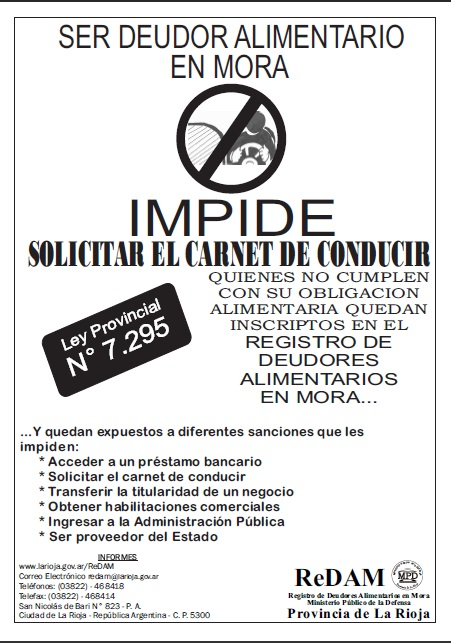 SER DEUDOR ALIMENTARIO
EN MORA
IMPIDE
SOLICITAR EL CARNET DE CONDUCIR
QUIENES NO CUMPLEN
CON SU OBLIGACION
ALIMENTARIA QUEDAN
INSCRIPTOS EN EL
REGISTRO DE
DEUDORES
ALIMENTARIOS
EN MORA...
Ley Provincial
N° 7.295
...Y quedan expuestos a diferentes sanciones que les
impiden:
* Acceder a un préstamo bancario
* Solicitar el carnet de conducir
* Transferir la titularidad de un negocio
* Obtener habilitaciones comerciales
* Ingresar a la Administración Pública
* Ser proveedor del Estado
INFORMES
www.larioja.gov.ar/ReDAM
Correo Electrónico redam@larioja.gov.ar
Teléfonos: (03822) - 468418
Telefax: (03822) - 468414
San Nicolás de Bari N° 823 - P. A.
Ciudad de La Rioja - República Argentina - C. P. 5300
ReDAM
MPD
Registro de Deudores Alimentarios en Mora
Ministerio Público de la Defensa
Provincia de La Rioja